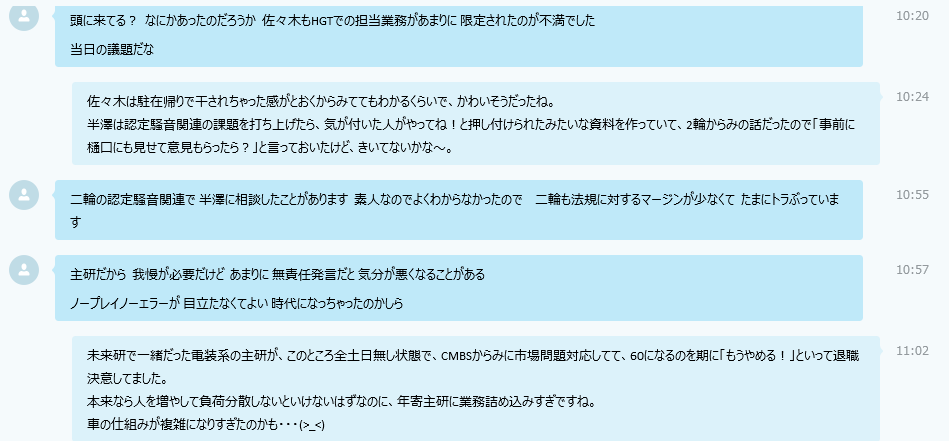 頭に来てる？ なにかあったのだろうか 佐々木もHGTでの担当業務があまりに 限定されたのが不満でした
10:20
当日の議題だな
佐々木は駐在帰りで干されちゃった感がとおくからみててもわかるくらいで、かわいそうだったね。
10:24
半澤は認定騒音関連の課題を打ち上げたら、気が付いた人がやってね！と押し付けられたみたいな資料を作っていて、2輪からみの話だったので「事前に
樋口にも見せて意見もらったら？」と言っておいたけど、きいてないかな～。
二輪の認定騒音関連で 半澤に相談したことがあります 素人なのでよくわからなかったので 二輪も法規に対するマージンが少なくて たまにトラぶっていま
す
10:55
主研だから 我慢が必要だけど あまりに 無責任発言だと 気分が悪くなることがある
10:57
ノープレイノーエラーが 目立たなくてよい 時代になっちゃったのかしら
未来研で一緒だった電装系の主研が、このところ全土日無し状態で、CMBSからみに市場問題対応してて、60になるのを期に「もうやめる！」といって退職
11:02
決意してました。
本来なら人を増やして負荷分散しないといけないはずなのに、年寄主研に業務詰め込みすぎですね。
車の仕組みが複雑になりすぎたのかも・・・(>_<)